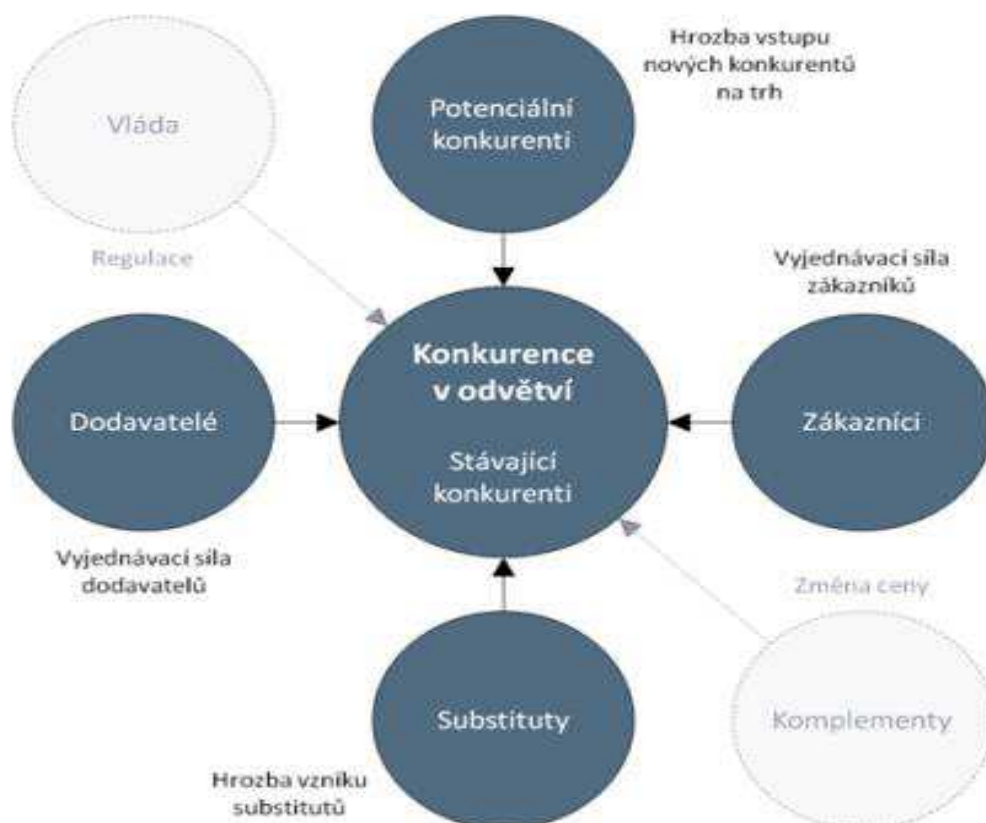 Hrozba vstupu
nových konkurentů
na trh
Potenciální
konkurenti
Vláda
Regulace
Vyjednávací síla
zákazníků
Konkurence
v odvětví
Stávající
konkurenti
Dodavatelé
Zákazníci
Vyjednávací síla
dodavatelů
Změna ceny
Substituty
Komplementy
Hrozba vzniku
substitutů